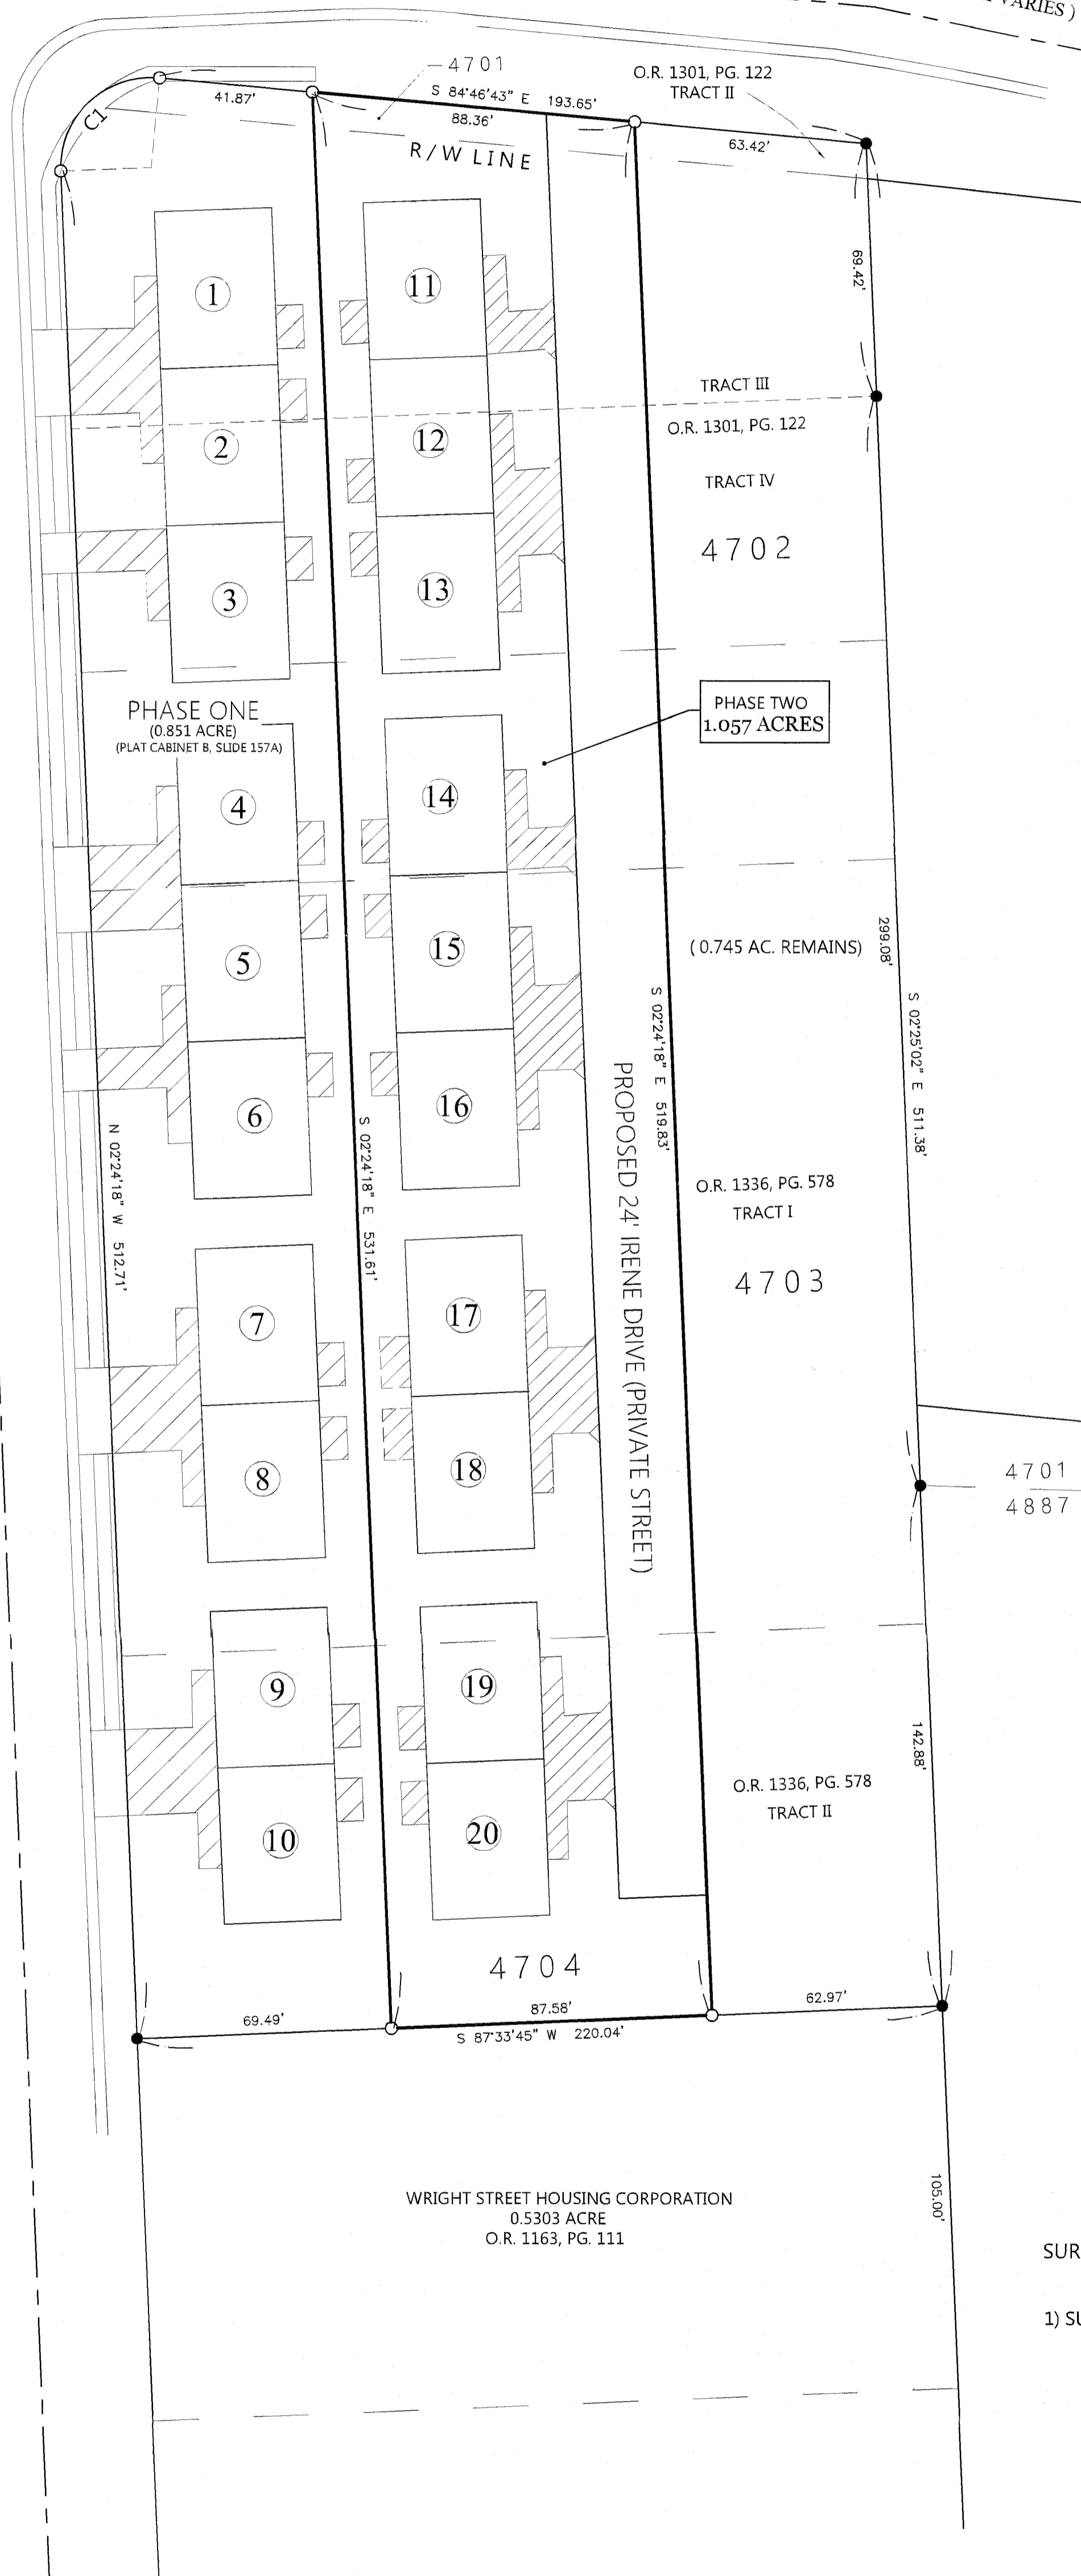 VARIES )
4701
O.R. 1301, PG. 122
TRACT II
41.87'
S 84°46'43" E 193.65'
88.36'
C1
R/W LINE
63.42'
69.42'
1
11
TRACT III
O.R. 1301, PG. 122
2
12
TRACT IV
4702
3
13
PHASE ONE
(0.851 ACRE)
(PLAT CABINET B, SLIDE 157A)
PHASE TWO
1.057 ACRES
4
14
5
15
( 0.745 AC. REMAINS)
299.08'
S 02°24'18" E 519.83'
S 02°25'02" E 511.38'
6
16
N 02°24'18" W 512.71'
S 02°24'18" E 531.61'
PROPOSED 24' IRENE DRIVE (PRIVATE STREET)
O.R. 1336, PG. 578
TRACT I
4703
7
17
8
18
4701
4887
9
19
142.88'
O.R. 1336, PG. 578
TRACT II
10
20
4704
69.49'
87.58'
62.97'
S 87°33'45" W 220.04'
105.00'
WRIGHT STREET HOUSING CORPORATION
0.5303 ACRE
O.R. 1163, PG. 111
SUR
1) SU